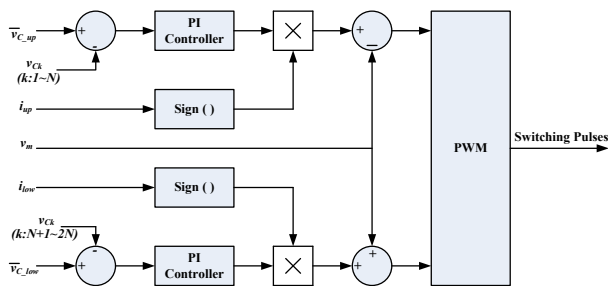 v̅C_up
+
-
PI
Controller
×
+
–
vCk
(k:1~N)
iup
Sign ( )
vm
PWM
Switching Pulses
ilow
Sign ( )
vCk
(k:N+1~2N)
-
+
v̅C_low
PI
Controller
×
+
+